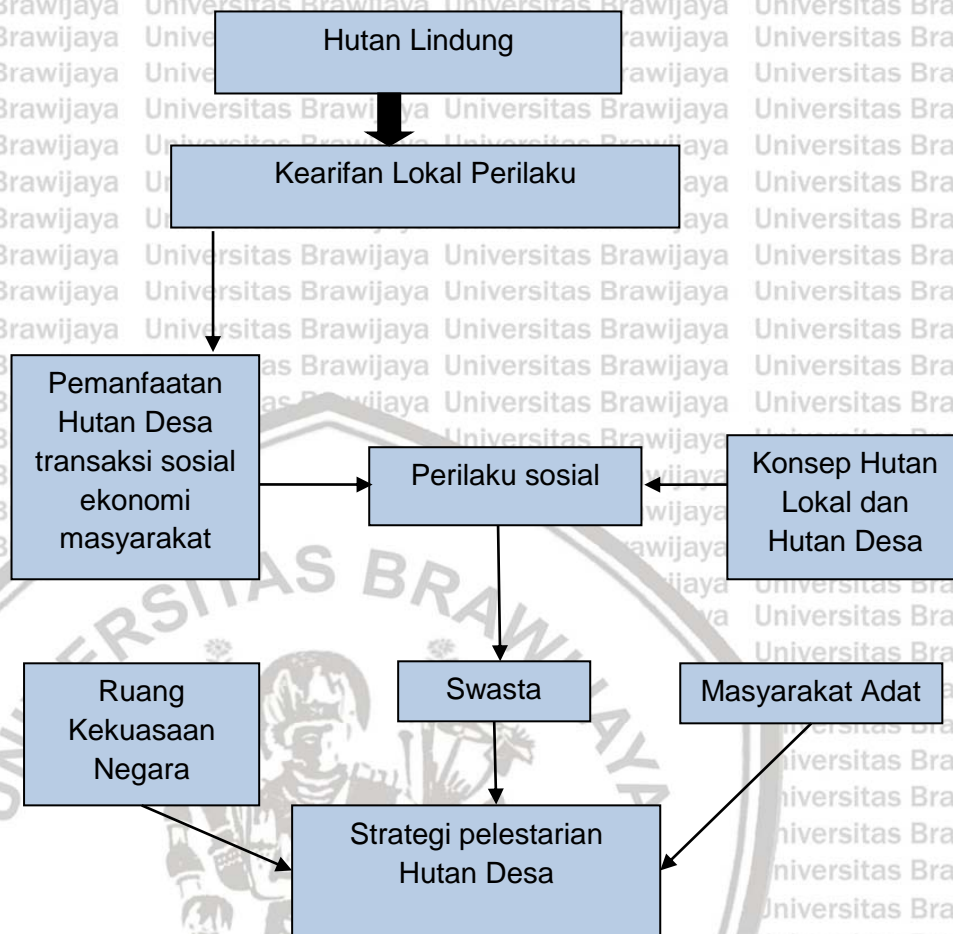 Hutan Lindung
Kearifan Lokal Perilaku
Pemanfaatan
Hutan Desa
transaksi sosial
ekonomi
masyarakat
Perilaku sosial
Konsep Hutan
Lokal dan
Hutan Desa
Ruang
Kekuasaan
Negara
Swasta
Masyarakat Adat
Strategi pelestarian
Hutan Desa